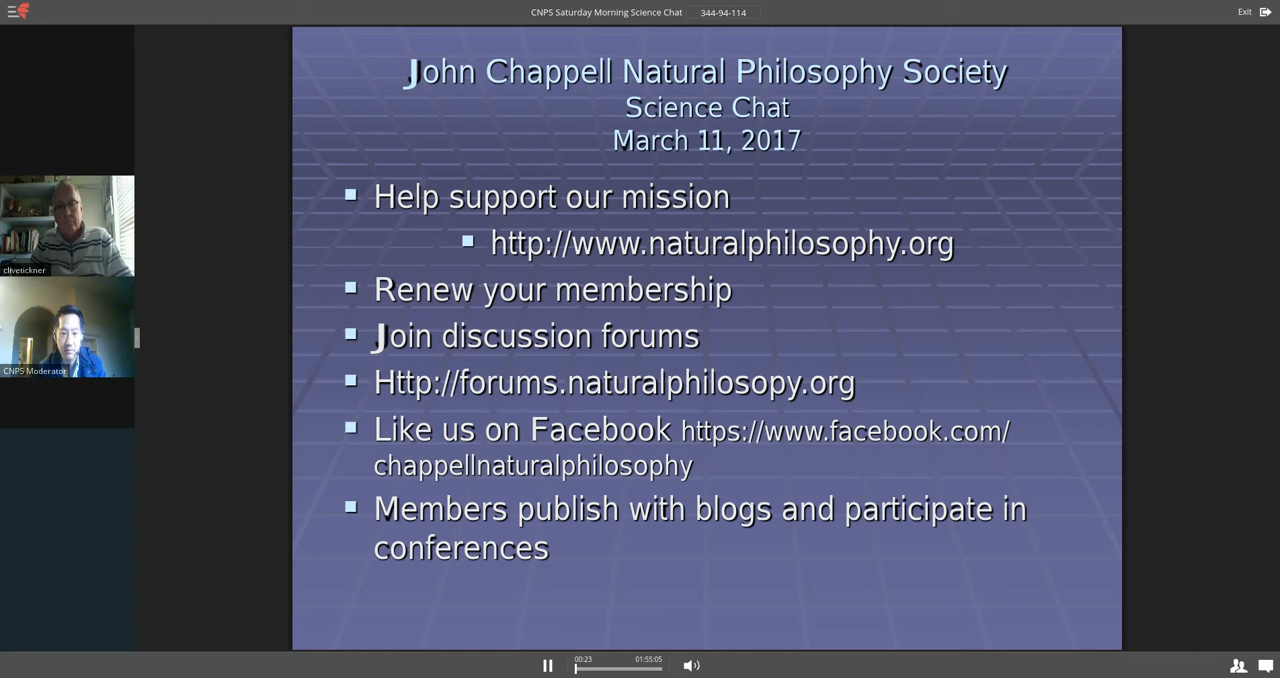 CNPS Saturday Morning Science Chat 344-94-114
Exit
John Chappell Natural Philosophy Society
Science Chat
March 11, 2017
Help support our mission
http://www.naturalphilosophy.org
Renew your membership
Join discussion forums
Http://forums.naturalphilosopy.org
Like us on Facebook https://www.facebook.com/
chappellnaturalphilosophy
Members publish with blogs and participate in
conferences
clivetickner
CNPS Moderator
00:23 01:55:05